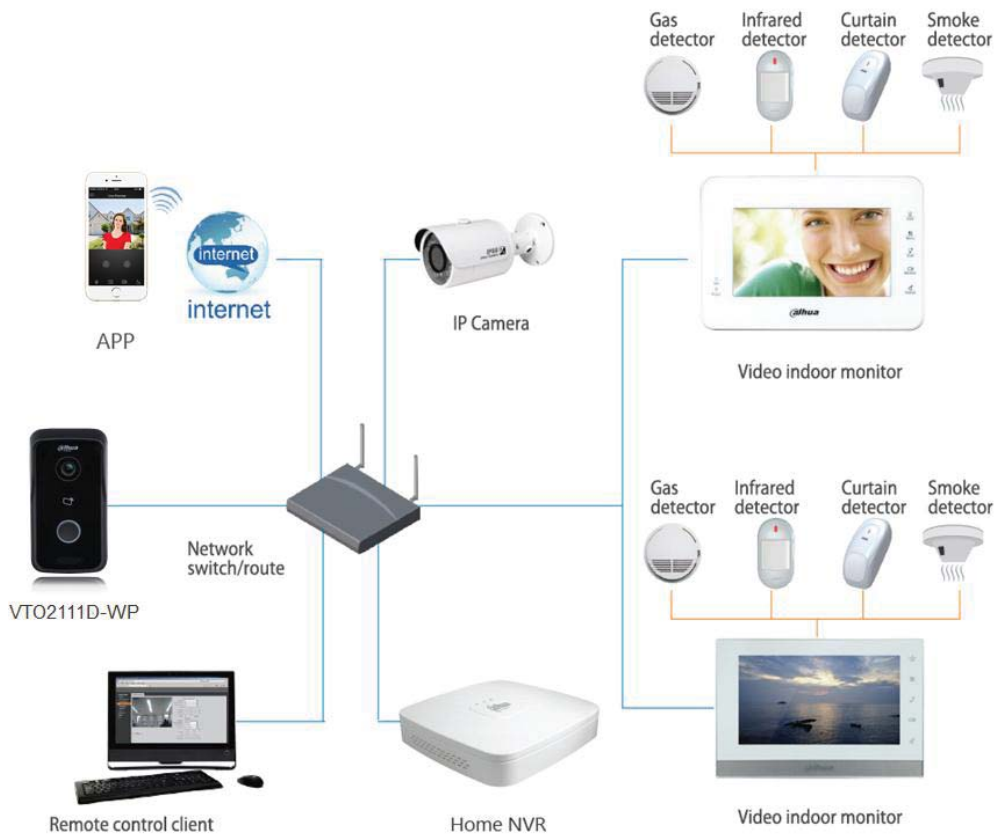 Gas
detector
Infrared
detector
Curtain
detector
Smoke
detector
internet
internet
APP
IP Camera
alhua
Video indoor monitor
alhua
Network
switch/route
VTO2111D-WP
Gas
detector
Infrared
detector
Curtain
detector
Smoke
detector
alhua
Remote control client
Home NVR
Video indoor monitor